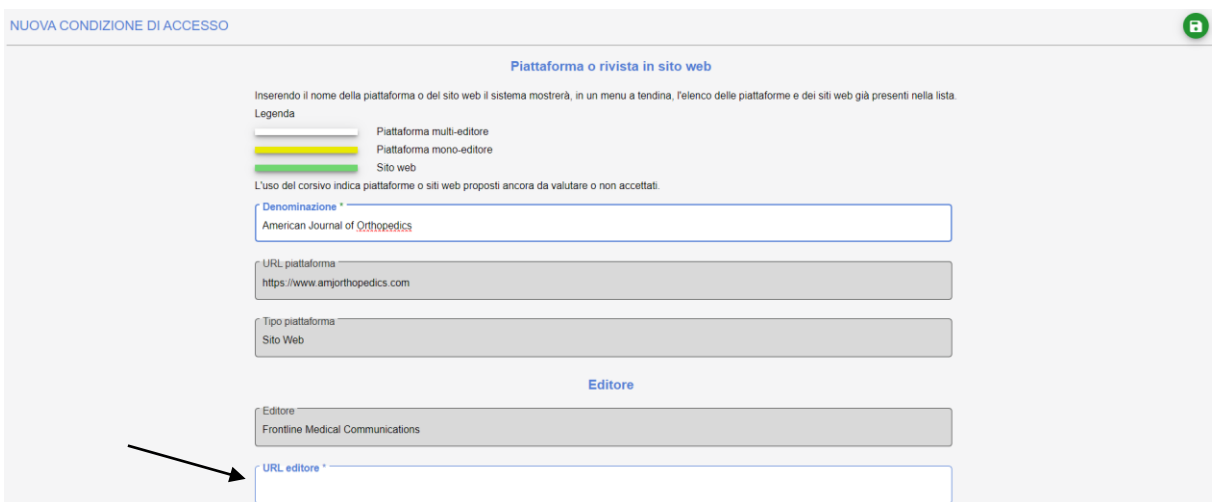 NUOVA CONDIZIONE DI ACCESSO
Piattaforma o rivista in sito web
Inserendo il nome della piattaforma o del sito web il sistema mostrerà, in un menu a tendina, l'elenco delle piattaforme e dei siti web già presenti nella lista.
Legenda
Piattaforma multi-editore
Piattaforma mono-editore
Sito web
L'uso del corsivo indica piattaforme o siti web proposti ancora da valutare o non accettati.
Denominazione *
American Journal of Orthopedics
URL piattaforma
https://www.amjorthopedics.com
Tipo piattaforma
Sito Web
Editore
Editore
Frontline Medical Communications
URL editore *